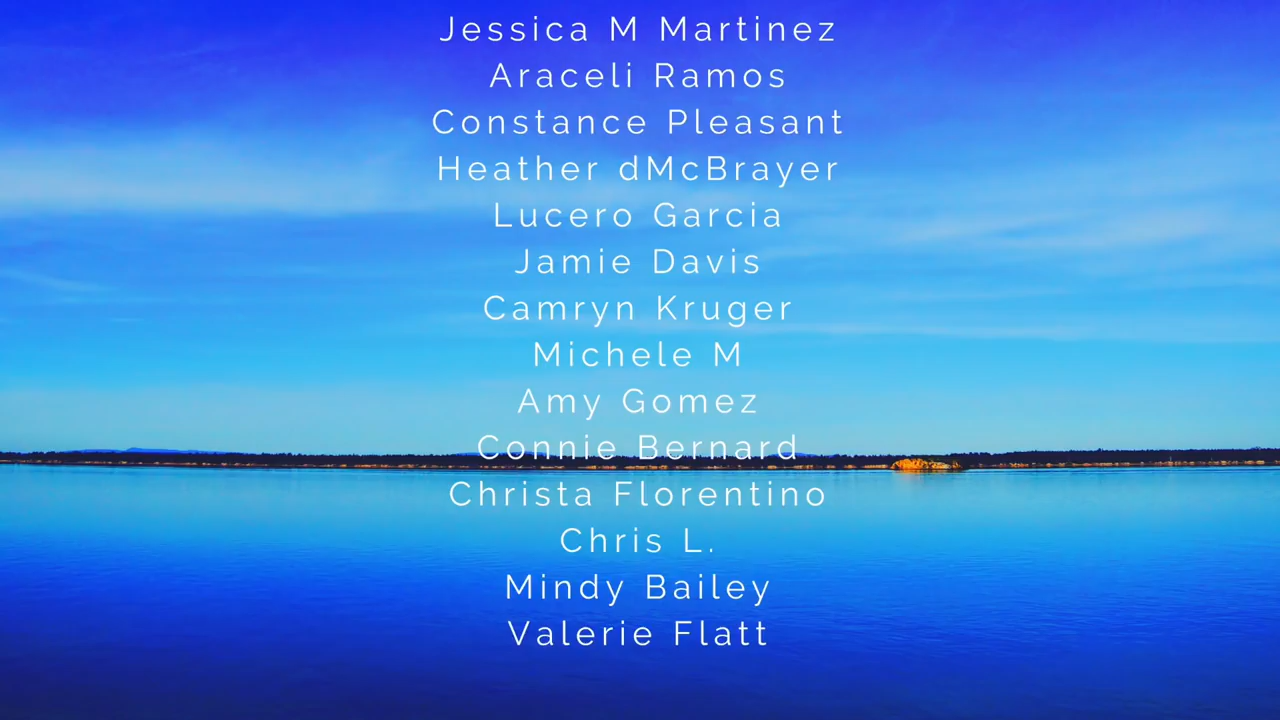 Jessica M Martinez
Araceli Ramos
Constance Pleasant
Heather dMcBrayer
Lucero Garcia
Jamie Davis
Camryn Kruger
Michele M
Amy Gomez
Connie Bernard
Christa Florentino
Chris L.
Mindy Bailey
Valerie Flatt